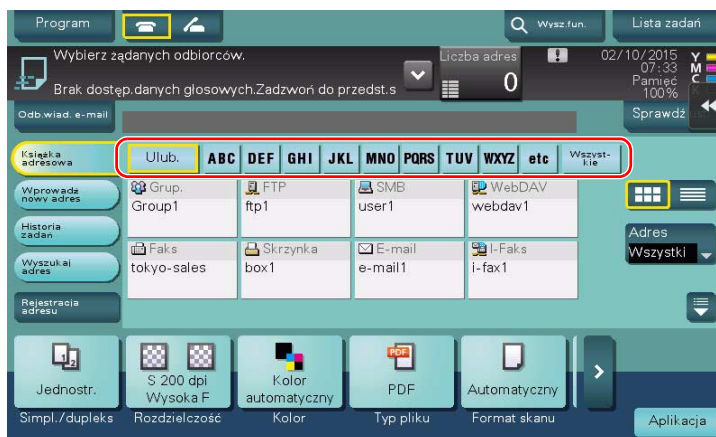 Program
Wysz.fun.
Lista zadań
Wybierz żądanych odbiorców.
Brak dostęp.danych głosowych.Zadzwoń do przedst.s
Liczba adres
0
02/10/2015
07:33
Pamięć
100%
Y
M
C
K
Odb.wiad. e-mail
Sprawdź
Książka
adresowa
Ulub.
ABC
DEF
GHI
JKL
MNO
PQRS
TUV
WXYZ
etc
Wszyst-
kie
Wprowadź
nowy adres
Historia
zadań
Wyszukaj
adres
Rejestracja
adresu
Grup.
Group1
FTP
ftp1
SMB
user1
WebDAV
webdav1
Faks
tokyo-sales
Skrzynka
box1
E-mail
e-mail1
I-Faks
i-fax1
Adres
Wszystki
Jednostr.
S 200 dpi
Wysoka F
Kolor
automatyczny
PDF
PDF
Automatyczny
Simpl./dupleks
Rozdzielczość
Kolor
Typ pliku
Format skanu
Aplikacja